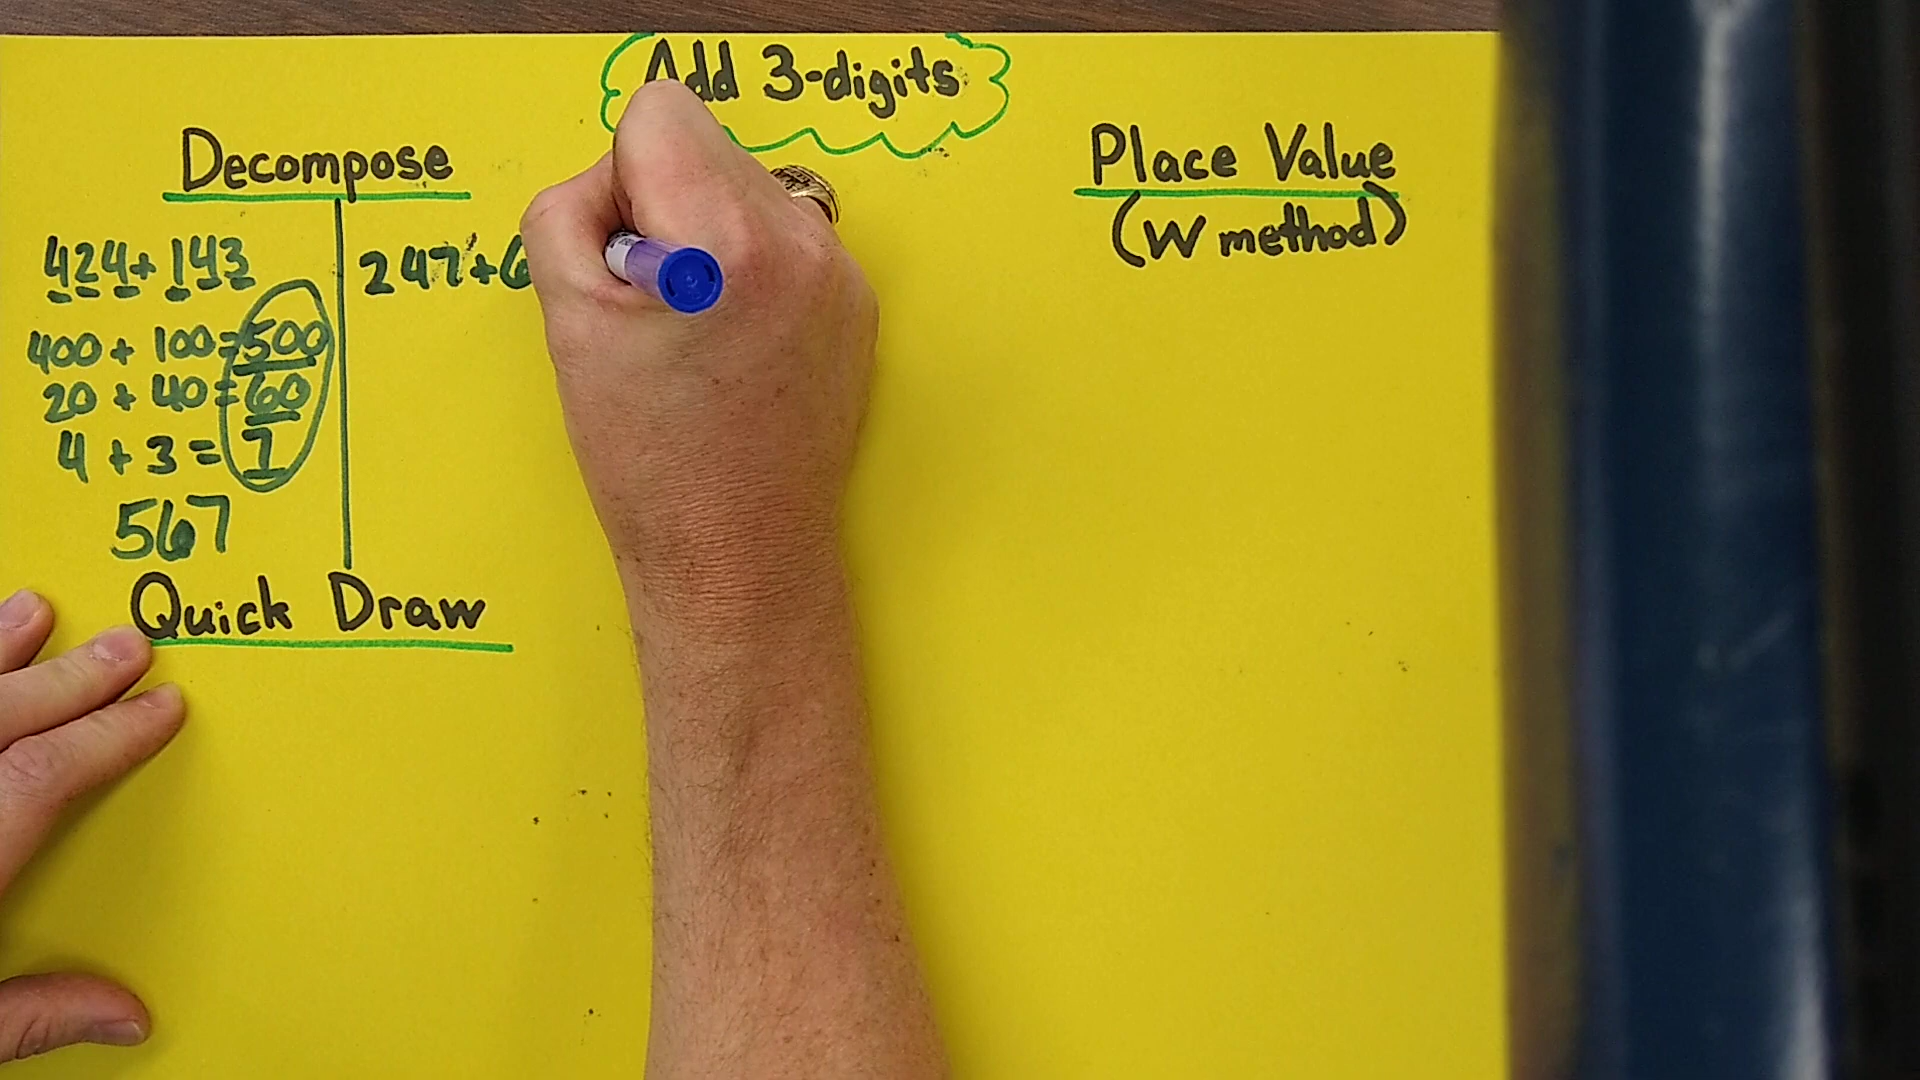 Add 3-digits
Decompose
424+ 143
400 + 100=500
20 + 40=60
4 + 3=7
567
247+6
Quick Draw
Place Value
(W method)